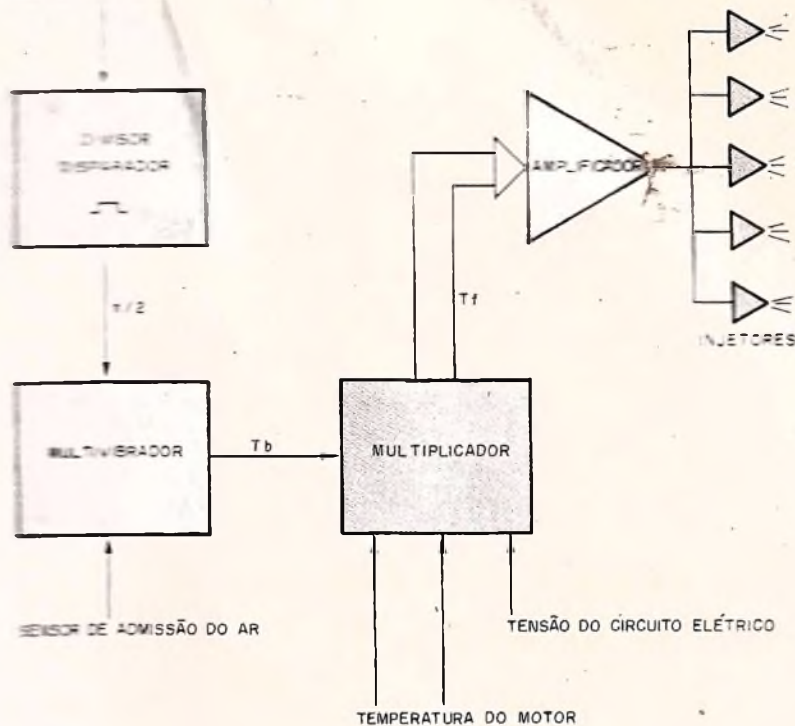 DIVISOR
DISPARADOR
AMPLIFICADOR
π/2
Tf
INJETORES
MULTIVIBRADOR
Tb
MULTIPLICADOR
SENSOR DE ADMISSÃO DO AR
TENSÃO DO CIRCUITO ELÉTRICO
TEMPERATURA DO MOTOR